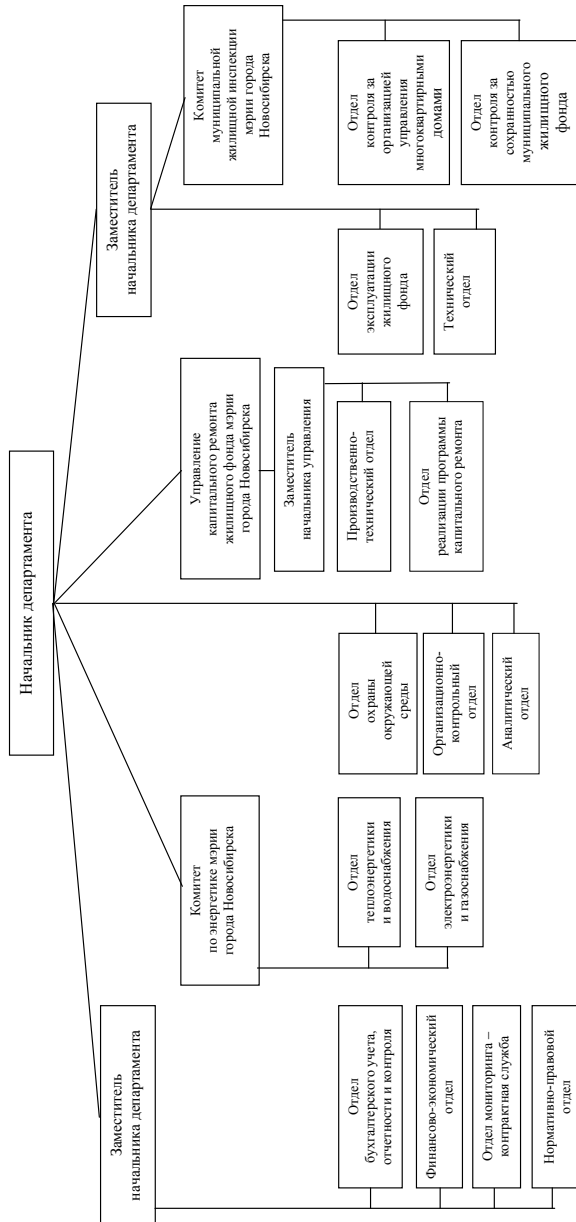 Начальник департамента
Заместитель
начальника департамента
Заместитель
начальника департамента
Комитет
по энергетике мэрии
города Новосибирска
Управление
капитального ремонта
жилищного фонда мэрии
города Новосибирска
Комитет
муниципальной
жилищной инспекции
мэрии города
Новосибирска
Заместитель
начальника управления
Отдел
бухгалтерского учета,
отчетности и контроля
Финансово-экономический
отдел
Отдел мониторинга –
контрактная служба
Нормативно-правовой
отдел
Отдел
теплоэнергетики
и водоснабжения
Отдел
электроэнергетики
и газоснабжения
Отдел
охраны
окружающей
среды
Организационно-
контрольный
отдел
Аналитический
отдел
Производственно-
технический отдел
Отдел
реализации программы
капитального ремонта
Отдел
эксплуатации
жилищного
фонда
Технический
отдел
Отдел
контроля за
организацией
управления
многоквартирными
домами
Отдел
контроля за
сохранностью
муниципального
жилищного
фонда